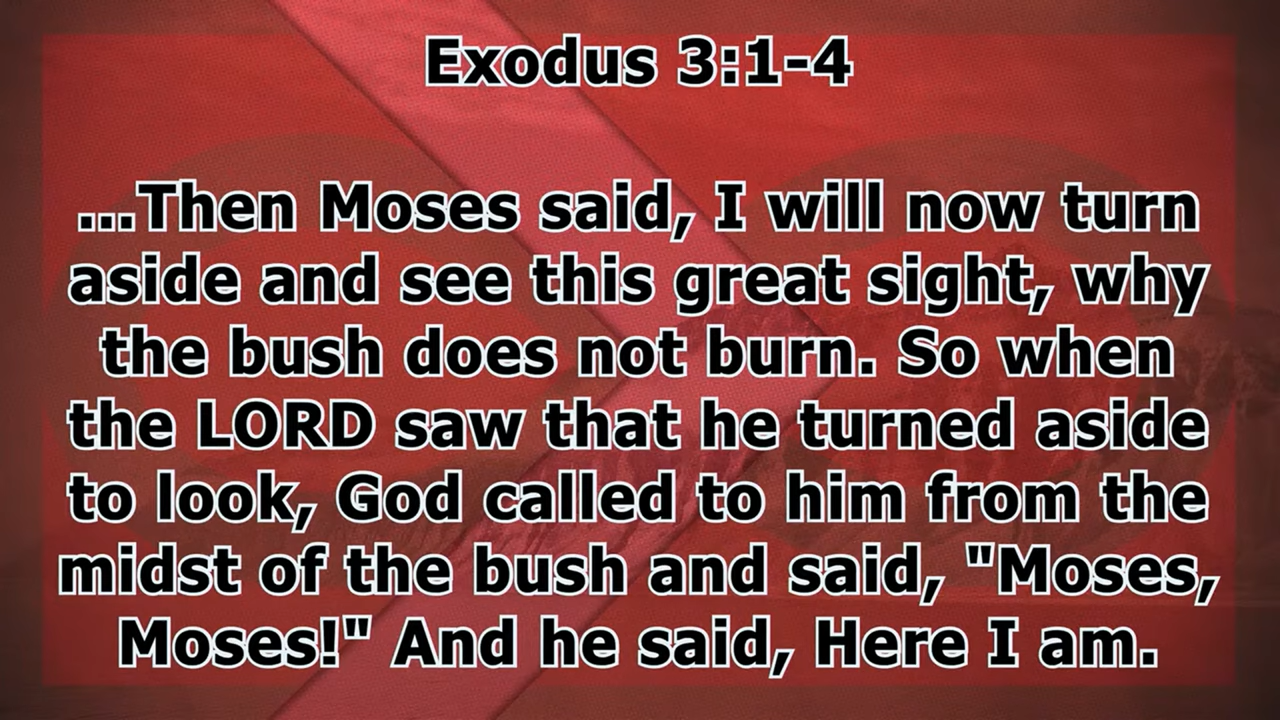 Exodus 3:1-4
...Then Moses said, I will now turn
aside and see this great sight, why
the bush does not burn. So when
the LORD saw that he turned aside
to look, God called to him from the
midst of the bush and said, "Moses,
Moses!" And he said, Here I am.